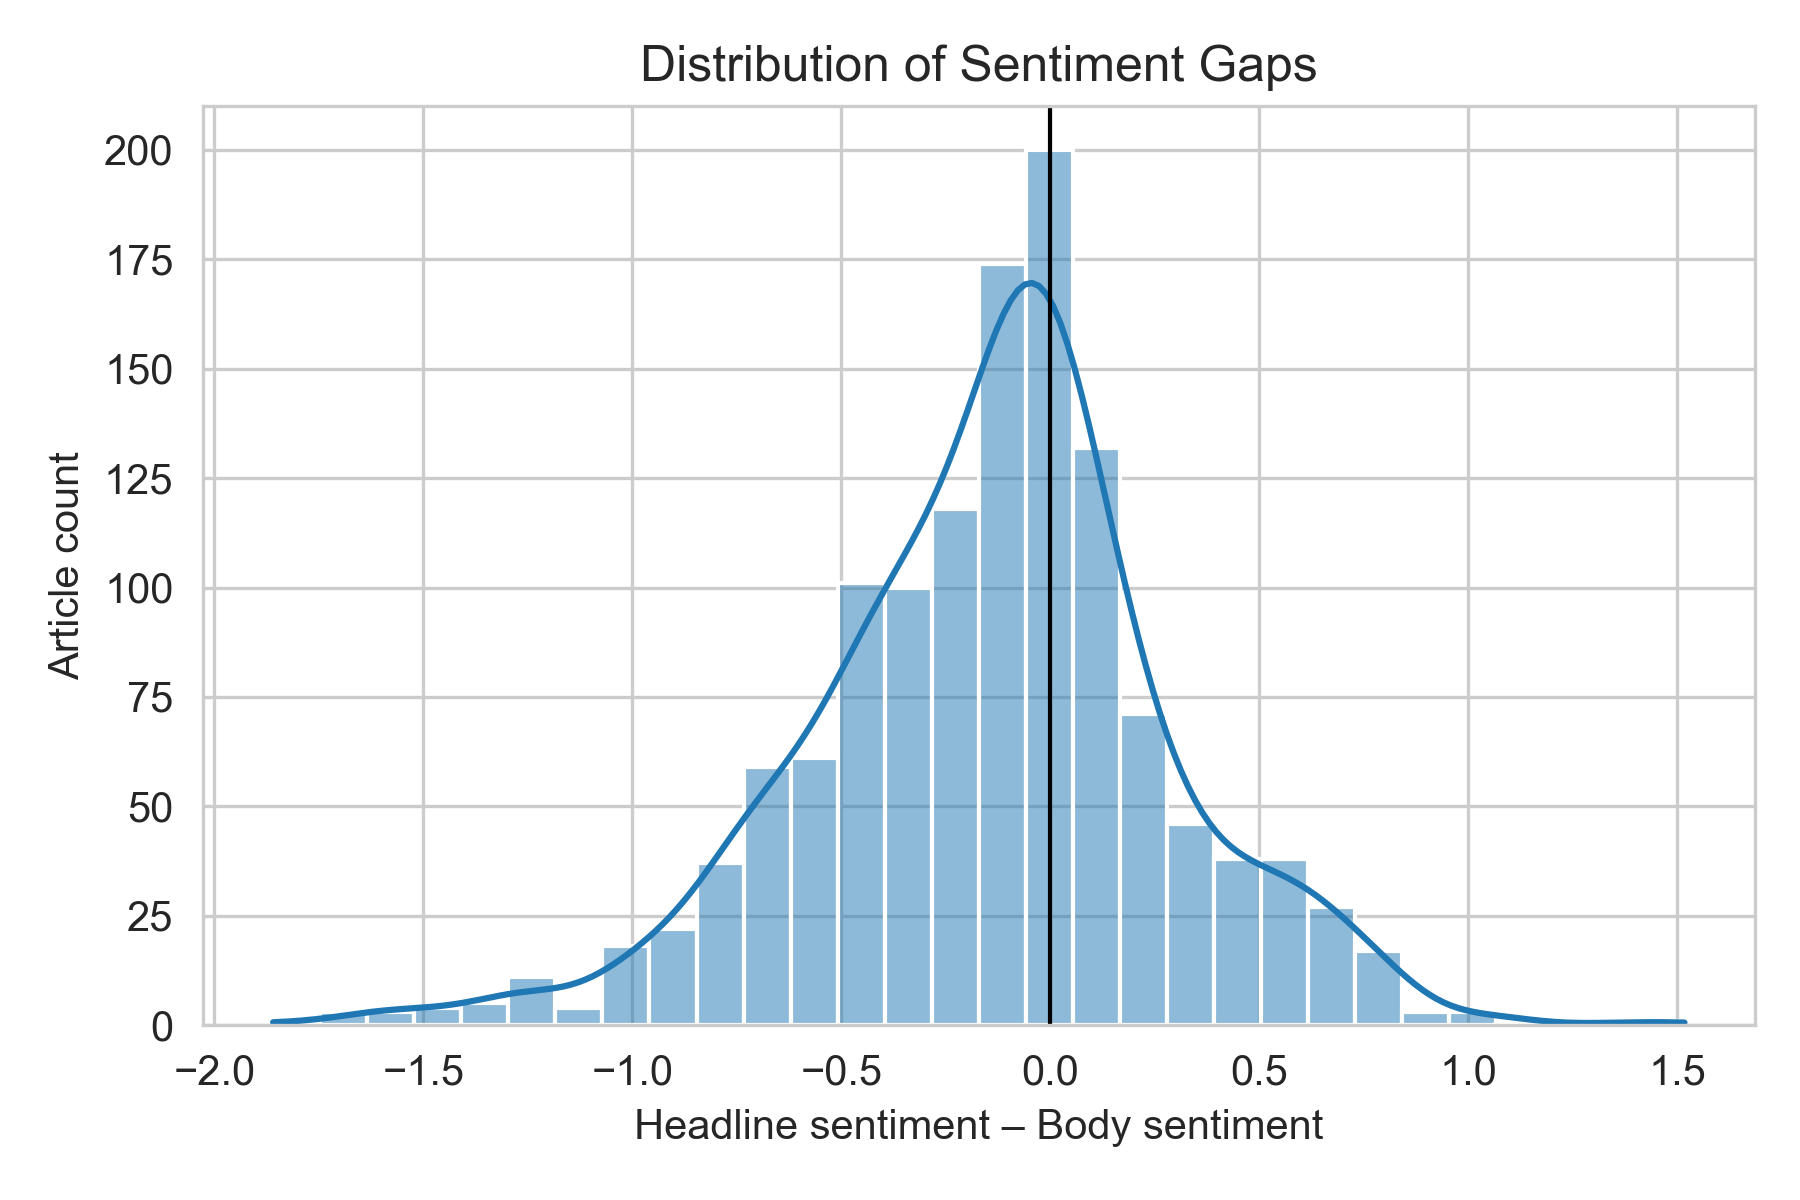 Distribution of Sentiment Gaps
200
175
150
125
100
75
50
25
0
Article count
−2.0 −1.5 −1.0 −0.5 0.0 0.5 1.0 1.5
Headline sentiment – Body sentiment